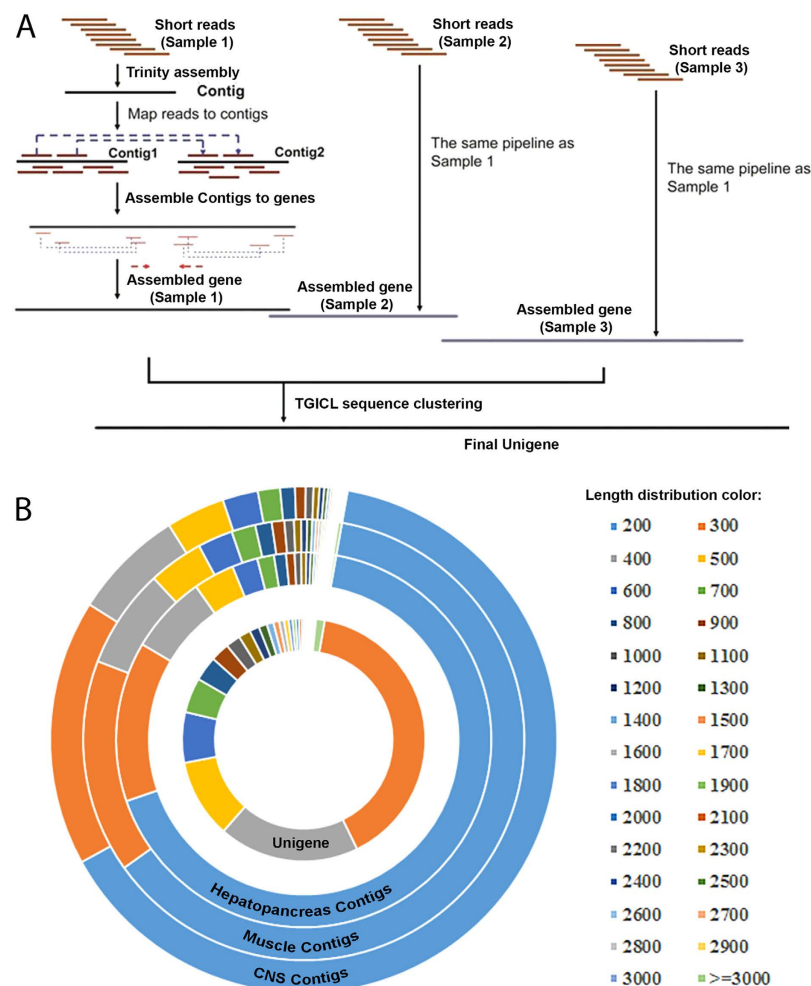 A
Short reads
(Sample 1)
Short reads
(Sample 2)
Short reads
(Sample 3)
Trinity assembly
Contig
Map reads to contigs
Contig1
Contig2
The same pipeline as
Sample 1
The same pipeline as
Sample 1
Assemble Contigs to genes
Assembled gene
(Sample 1)
Assembled gene
(Sample 2)
Assembled gene
(Sample 3)
TGICL sequence clustering
Final Unigene
B
Length distribution color:
200 300
400 500
600 700
800 900
1000 1100
1200 1300
1400 1500
1600 1700
1800 1900
2000 2100
2200 2300
2400 2500
2600 2700
2800 2900
3000 >=3000
Unigene
Hepatopancreas Contigs
Muscle Contigs
CNS Contigs